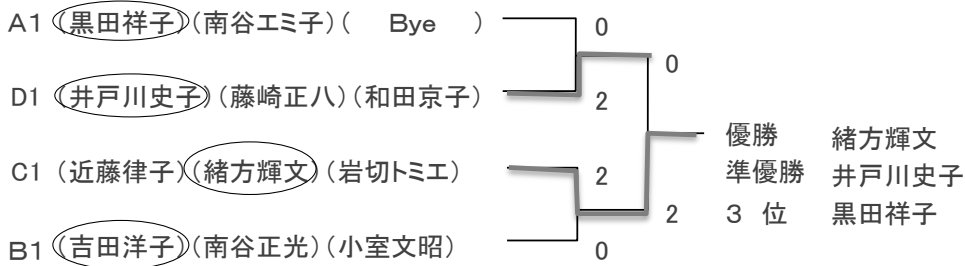 A1 (黒田祥子)(南谷エミ子)( Bye ) 0
0
D1 (井戸川史子)(藤崎正八)(和田京子) 2
優勝 緒方輝文
C1 (近藤律子)(緒方輝文)(岩切トミエ) 2
準優勝 井戸川史子
2 3 位 黒田祥子
B1 (吉田洋子)(南谷正光)(小室文昭) 0